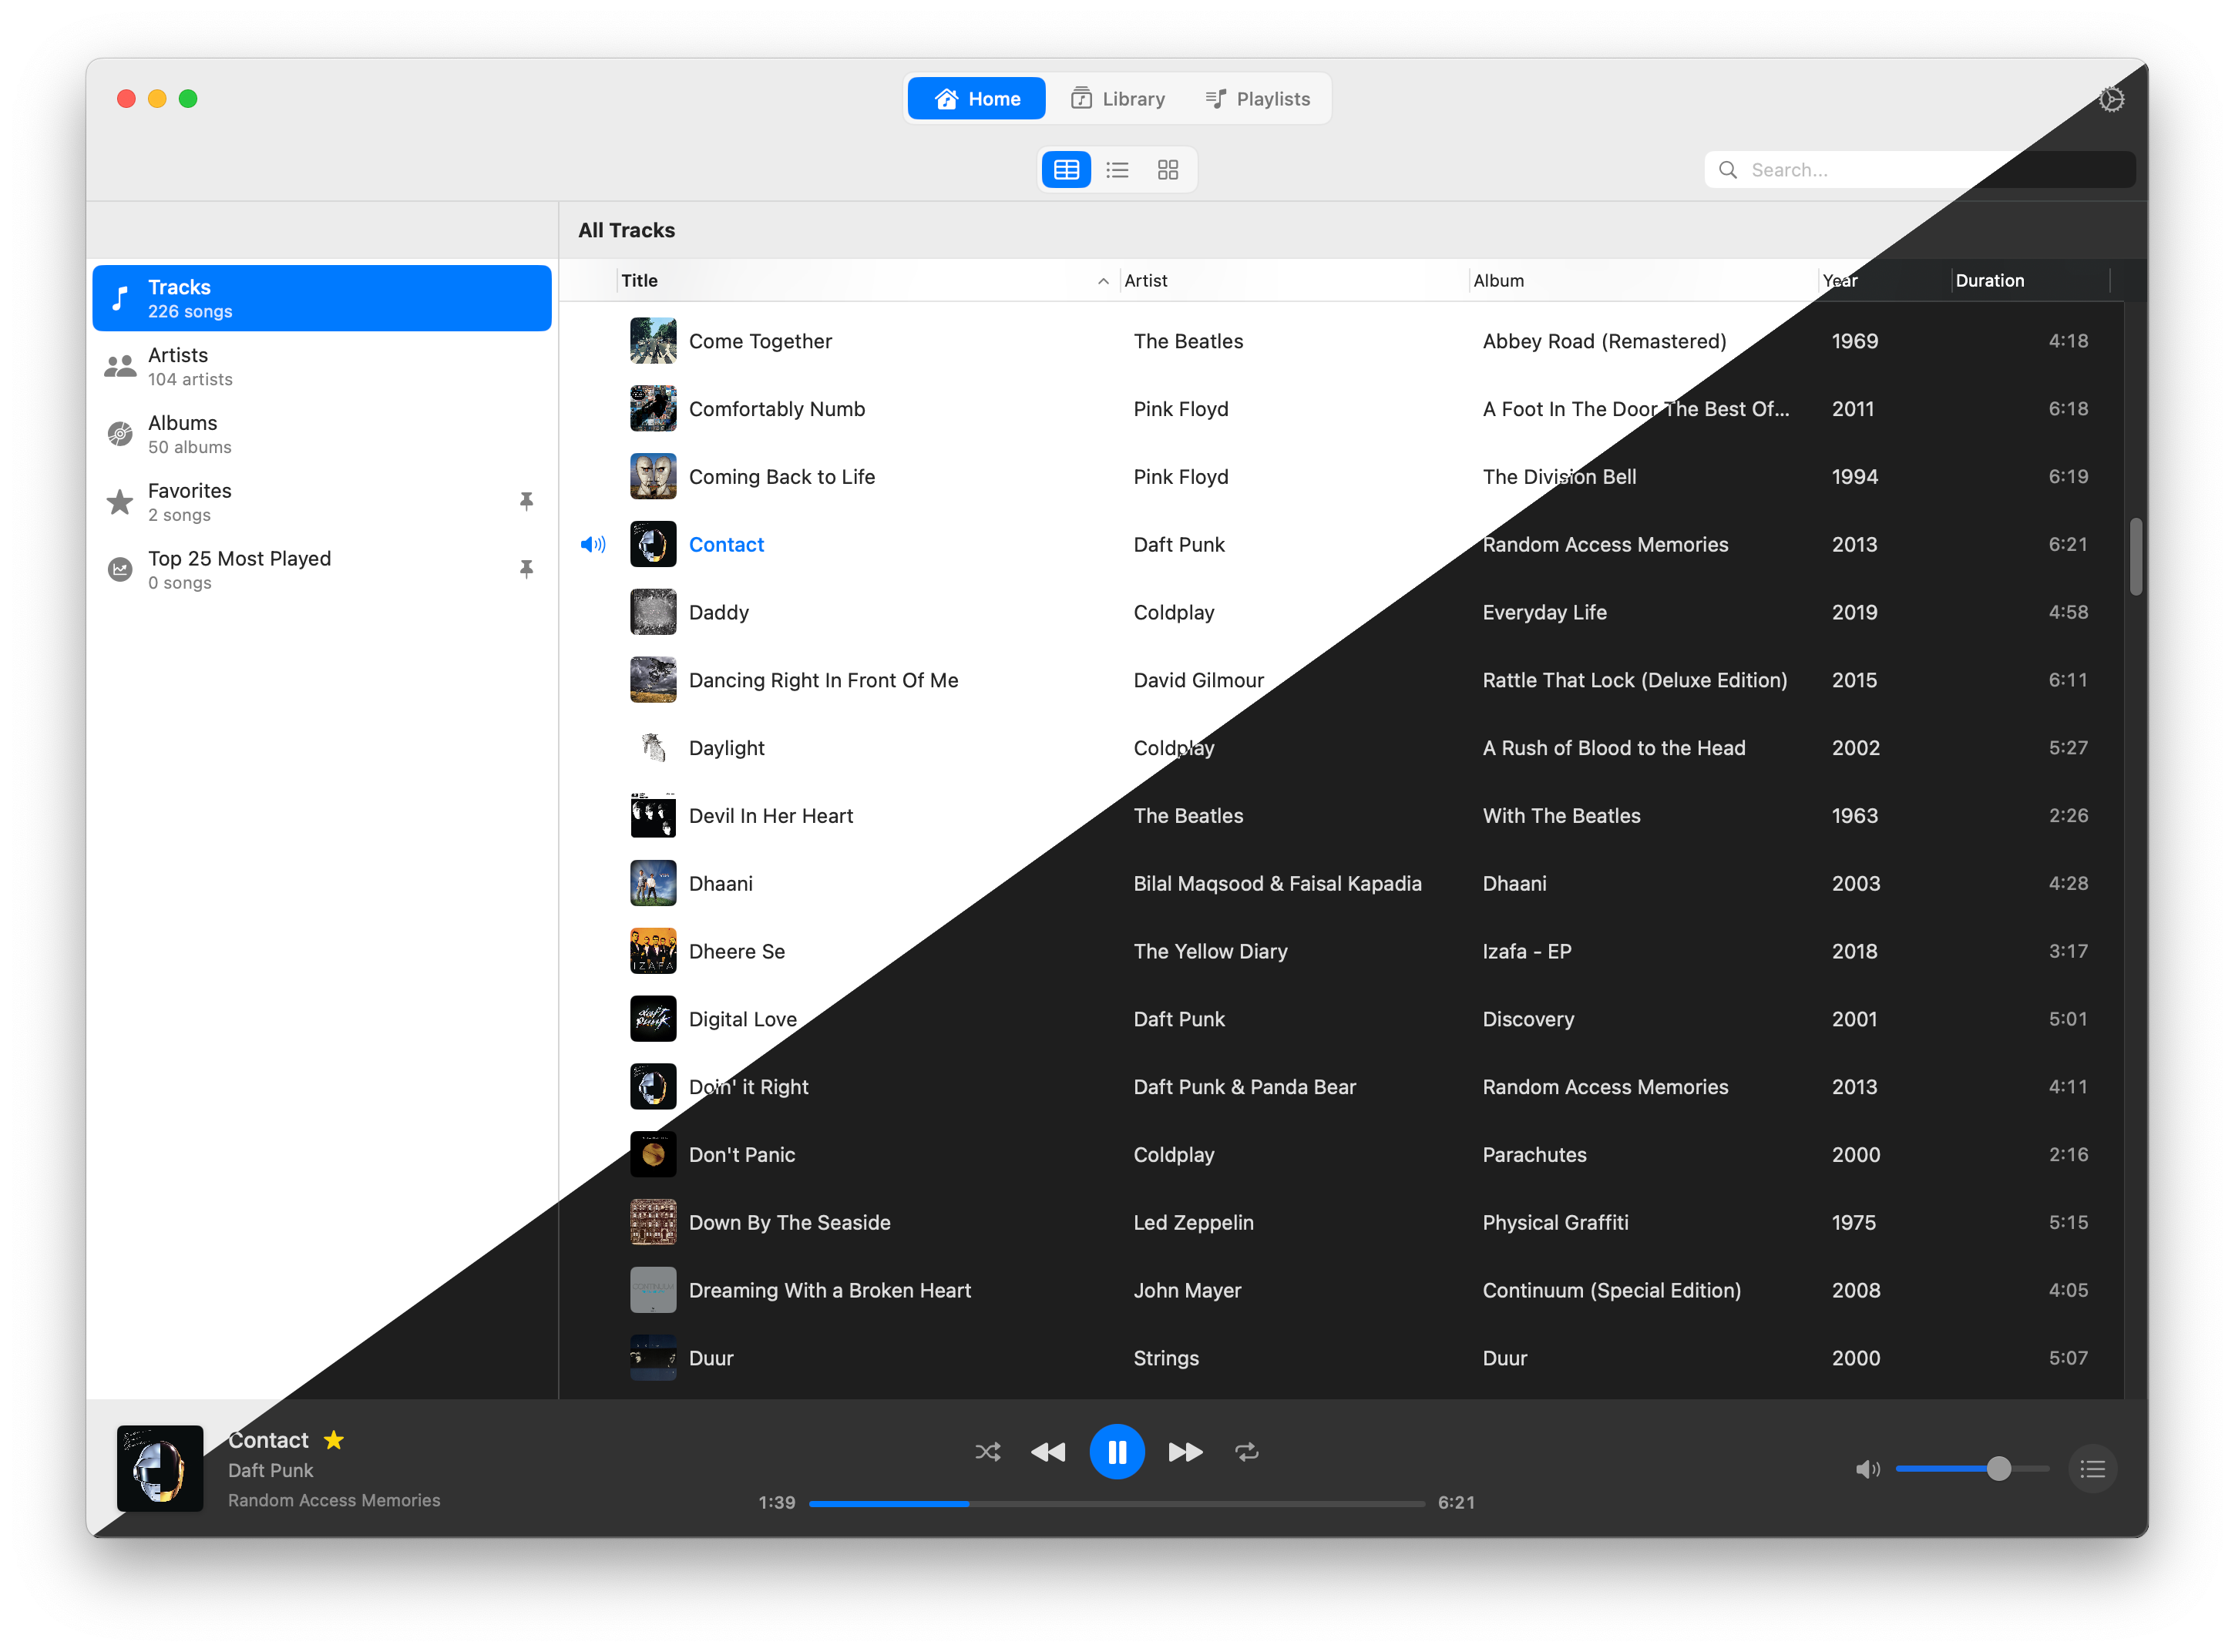 Home Library Playlists
Search...
All Tracks
Title Artist Album Year Duration
Tracks
226 songs
Artists
104 artists
Albums
50 albums
Favorites
2 songs
Top 25 Most Played
0 songs
Come Together The Beatles Abbey Road (Remastered) 1969 4:18
Comfortably Numb Pink Floyd A Foot In The Door The Best Of... 2011 6:18
Coming Back to Life Pink Floyd The Division Bell 1994 6:19
Contact Daft Punk Random Access Memories 2013 6:21
Daddy Coldplay Everyday Life 2019 4:58
Dancing Right In Front Of Me David Gilmour Rattle That Lock (Deluxe Edition) 2015 6:11
Daylight Coldplay A Rush of Blood to the Head 2002 5:27
Devil In Her Heart The Beatles With The Beatles 1963 2:26
Dhaani Bilal Maqsood & Faisal Kapadia Dhaani 2003 4:28
IZAFA
Dheere Se The Yellow Diary Izafa - EP 2018 3:17
daft punk
Digital Love Daft Punk Discovery 2001 5:01
Doin' it Right Daft Punk & Panda Bear Random Access Memories 2013 4:11
Don't Panic Coldplay Parachutes 2000 2:16
Down By The Seaside Led Zeppelin Physical Graffiti 1975 5:15
CONTINUUM
Dreaming With a Broken Heart John Mayer Continuum (Special Edition) 2008 4:05
Duur Strings Duur 2000 5:07
Contact
Daft Punk
Random Access Memories
1:39 6:21